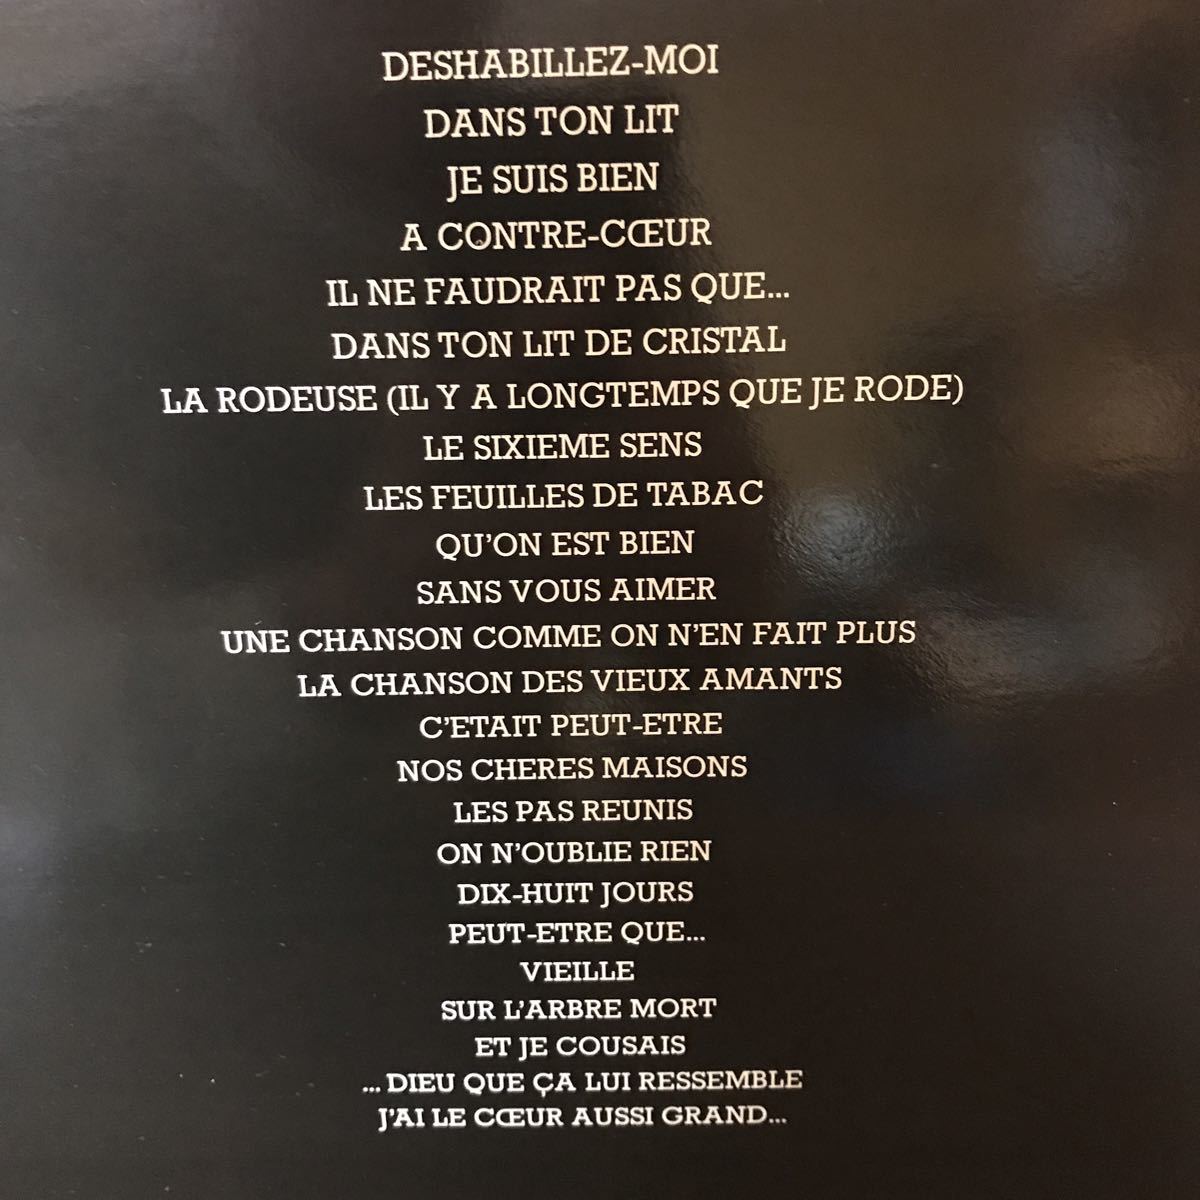 DESHABILLEZ-MOI
DANS TON LIT
JE SUIS BIEN
A CONTRE-CŒUR
IL NE FAUDRAIT PAS QUE...
DANS TON LIT DE CRISTAL
LA RODEUSE (IL Y A LONGTEMPS QUE JE RODE)
LE SIXIEME SENS
LES FEUILLES DE TABAC
QU'ON EST BIEN
SANS VOUS AIMER
UNE CHANSON COMME ON N'EN FAIT PLUS
LA CHANSON DES VIEUX AMANTS
C'ETAIT PEUT-ETRE
NOS CHERES MAISONS
LES PAS REUNIS
ON N'OUBLIE RIEN
DIX-HUIT JOURS
PEUT-ETRE QUE...
VIEILLE
SUR L'ARBRE MORT
ET JE COUSAIS
... DIEU QUE ÇA LUI RESSEMBLE
J'AI LE CŒUR AUSSI GRAND...